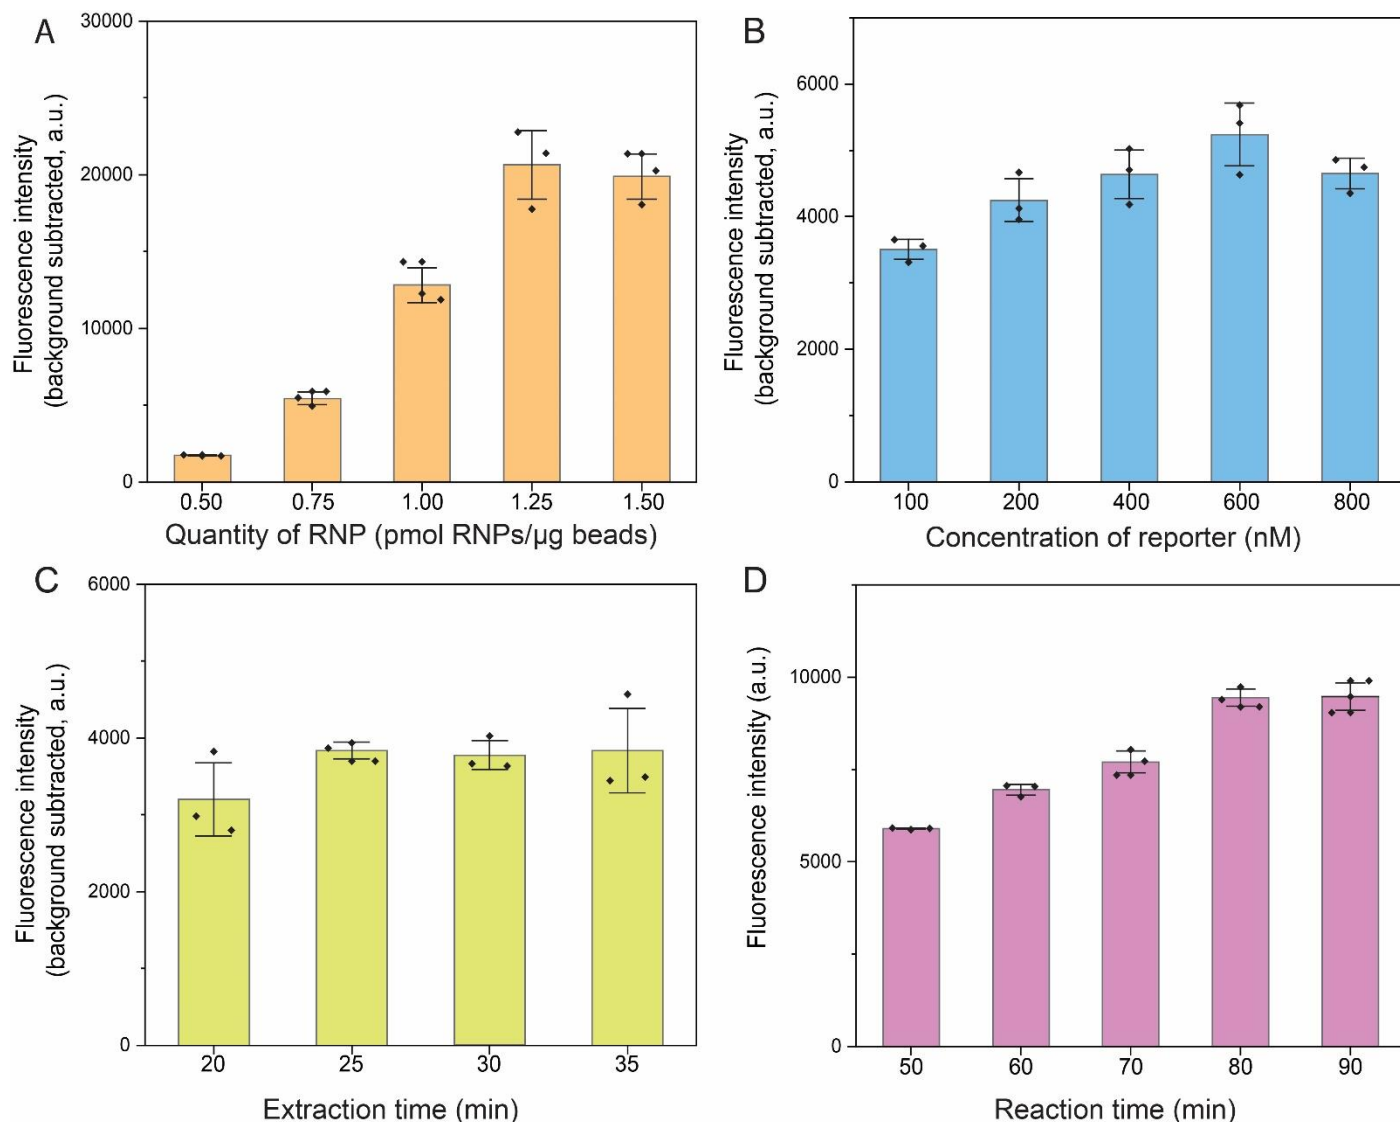 A
Fluorescence intensity
(background subtracted, a.u.)
30000
20000
10000
0
0.50 0.75 1.00 1.25 1.50
Quantity of RNP (pmol RNPs/µg beads)
B
Fluorescence intensity
(background subtracted, a.u.)
6000
4000
2000
0
100 200 400 600 800
Concentration of reporter (nM)
C
Fluorescence intensity
(background subtracted, a.u.)
6000
4000
2000
0
20 25 30 35
Extraction time (min)
D
Fluorescence intensity (a.u.)
10000
5000
0
50 60 70 80 90
Reaction time (min)